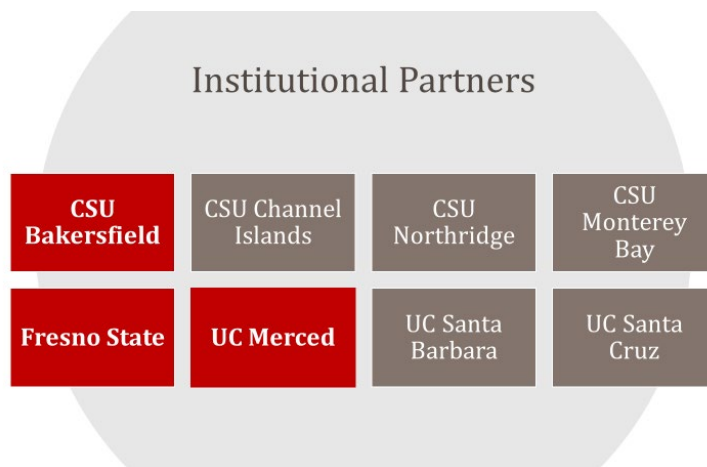 Institutional Partners
CSU
Bakersfield
CSU Channel
Islands
CSU
Northridge
CSU
Monterey
Bay
Fresno State
UC Merced
UC Santa
Barbara
UC Santa
Cruz